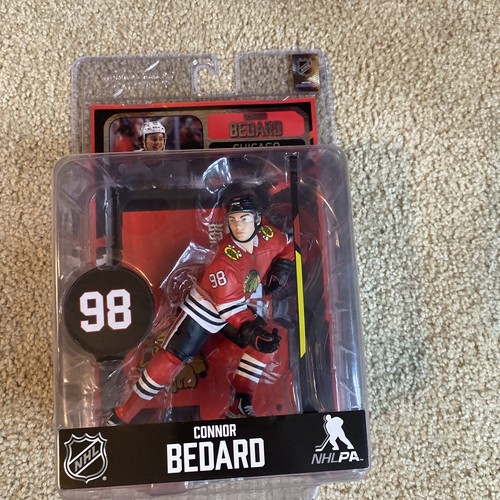 BEDARD
CHICAGO
98
98
CONNOR
BEDARD
NHL
NHLPA